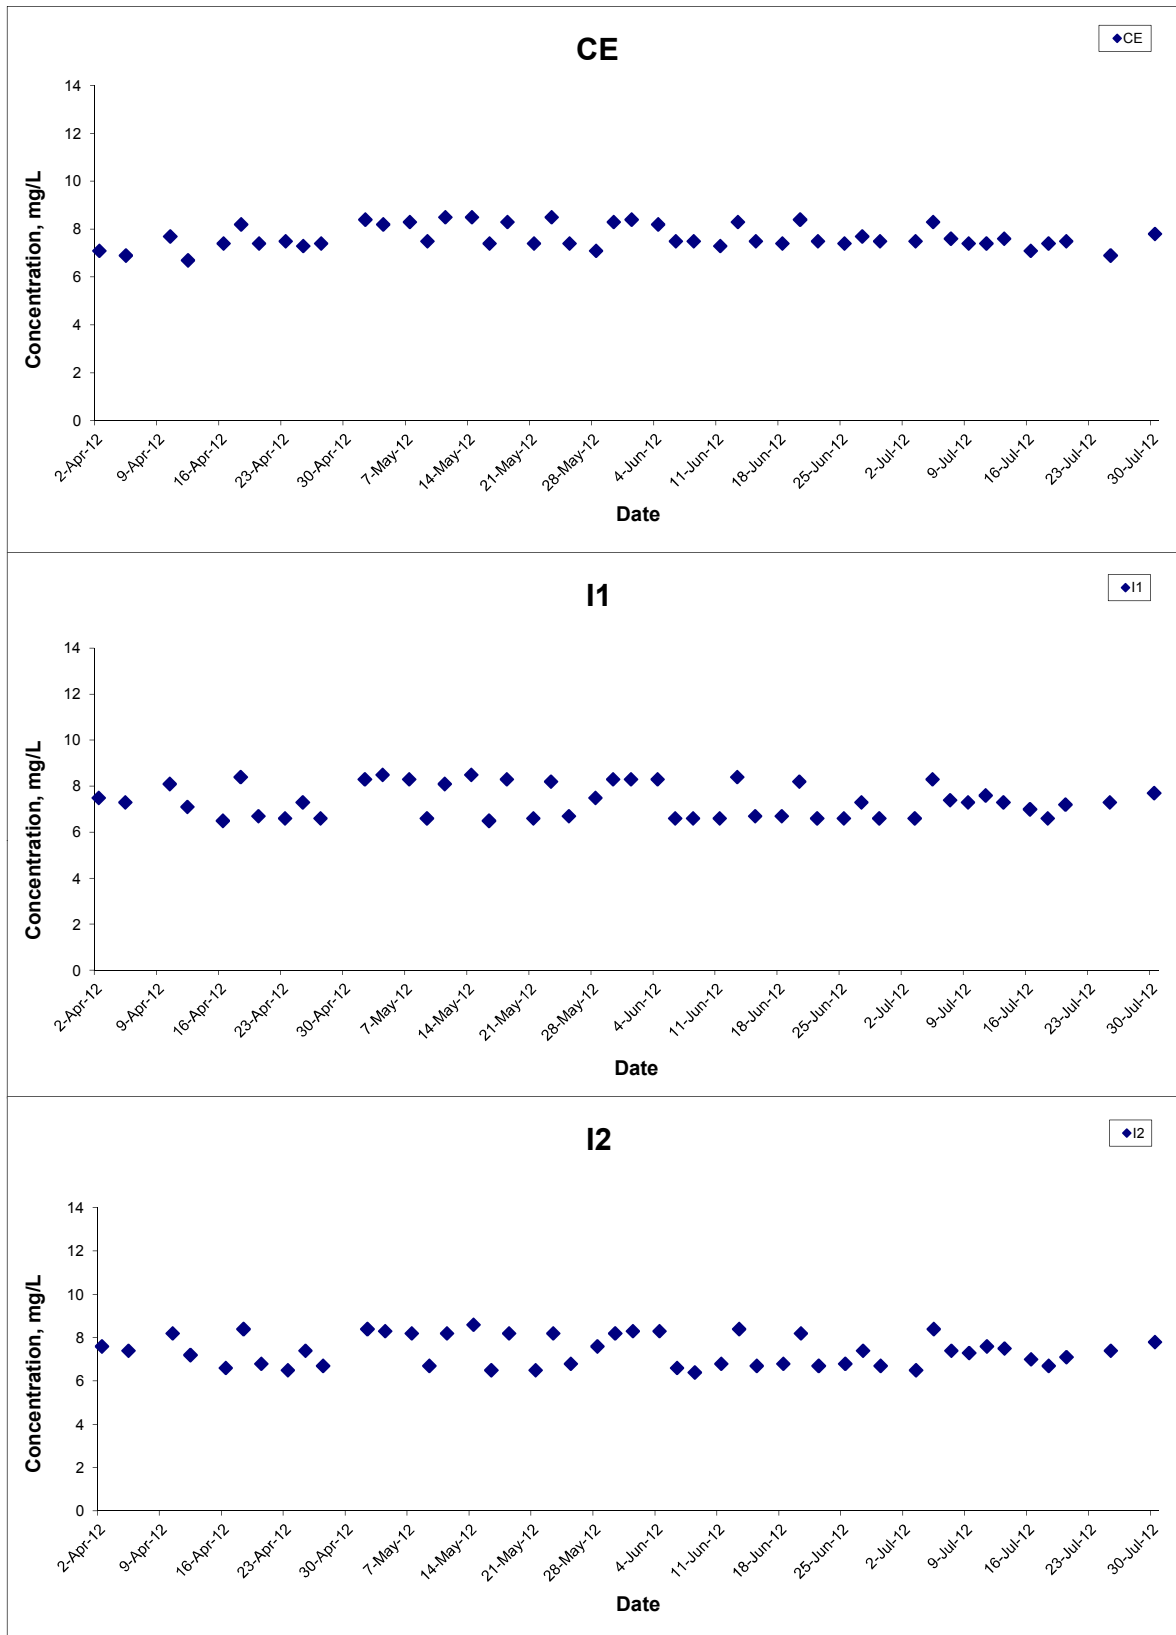 CE
CE
14
12
10
8
6
4
2
0
Concentration, mg/L
2-Apr-12
9-Apr-12
16-Apr-12
23-Apr-12
30-Apr-12
7-May-12
14-May-12
21-May-12
28-May-12
4-Jun-12
11-Jun-12
18-Jun-12
25-Jun-12
2-Jul-12
9-Jul-12
16-Jul-12
23-Jul-12
30-Jul-12
Date
I1
I1
14
12
10
8
6
4
2
0
Concentration, mg/L
2-Apr-12
9-Apr-12
16-Apr-12
23-Apr-12
30-Apr-12
7-May-12
14-May-12
21-May-12
28-May-12
4-Jun-12
11-Jun-12
18-Jun-12
25-Jun-12
2-Jul-12
9-Jul-12
16-Jul-12
23-Jul-12
30-Jul-12
Date
I2
I2
14
12
10
8
6
4
2
0
Concentration, mg/L
2-Apr-12
9-Apr-12
16-Apr-12
23-Apr-12
30-Apr-12
7-May-12
14-May-12
21-May-12
28-May-12
4-Jun-12
11-Jun-12
18-Jun-12
25-Jun-12
2-Jul-12
9-Jul-12
16-Jul-12
23-Jul-12
30-Jul-12
Date